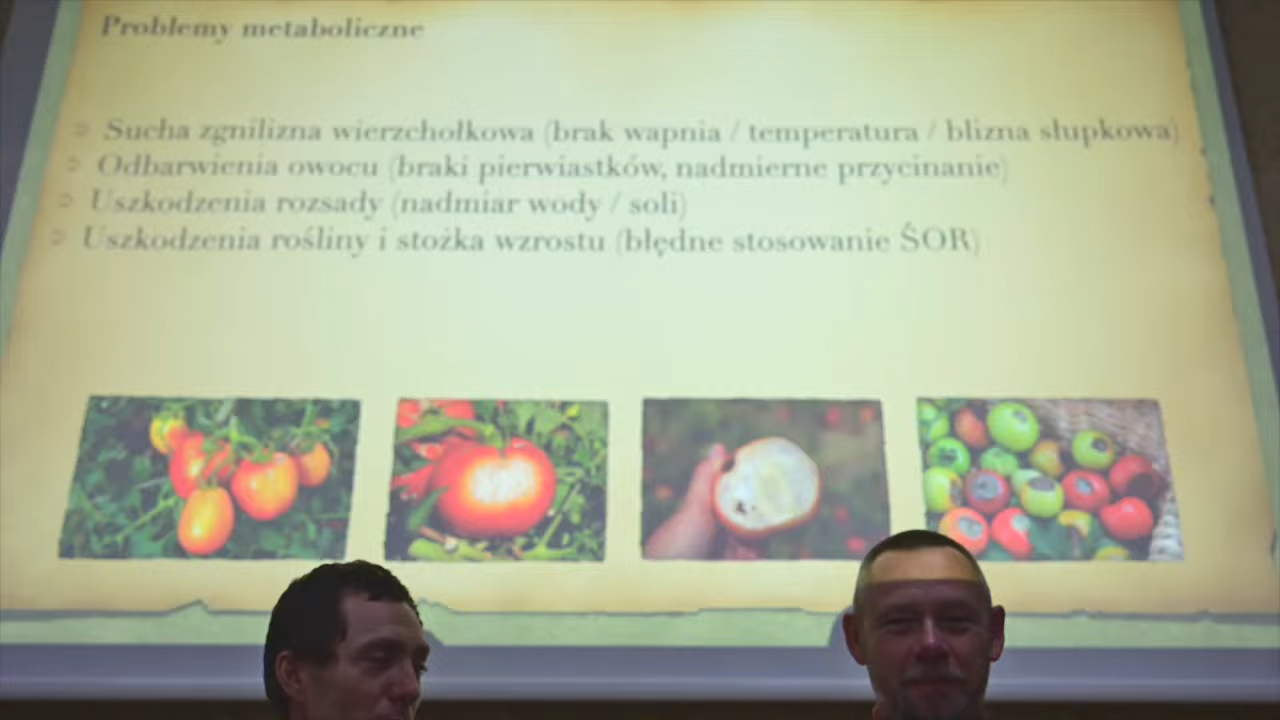 Problemy metaboliczne
Sucha zgnilizna wierzchołkowa (brak wapnia / temperatura / blizna słupkowa)
Odbarwienia owocu (braki pierwiastków, nadmierne przycinanie)
Uszkodzenia rozsady (nadmiar wody / soli)
Uszkodzenia rośliny i stożka wzrostu (błędne stosowanie ŚOR)